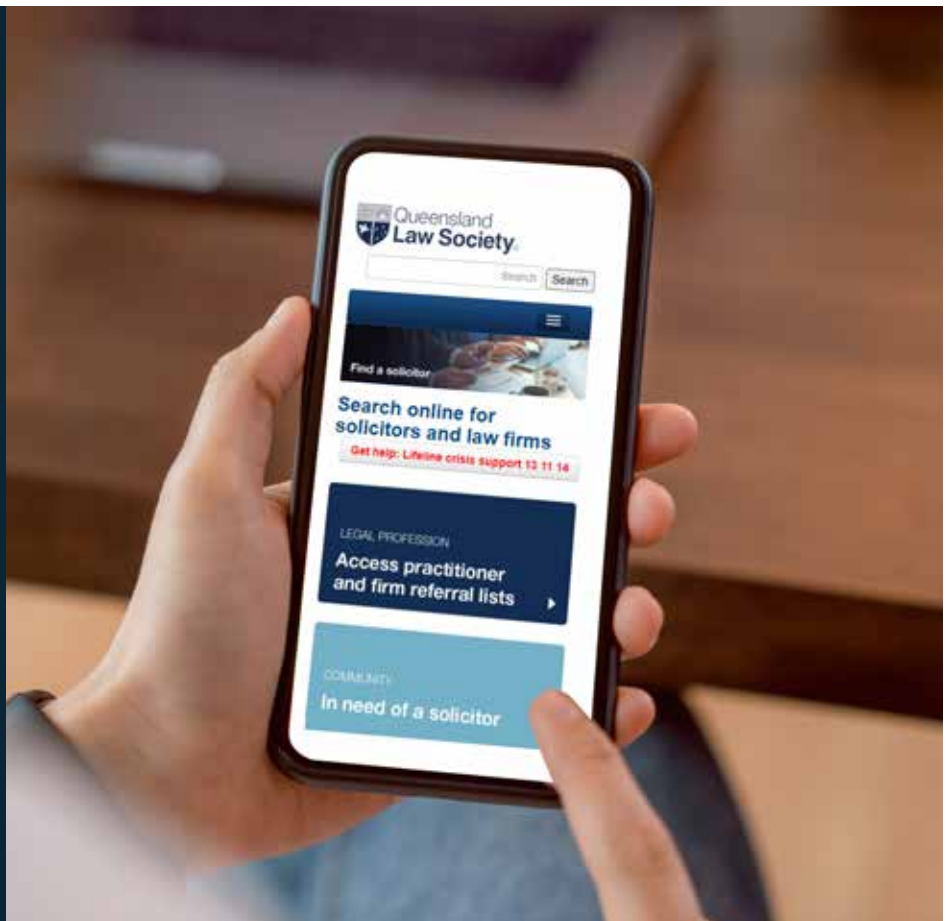 Queensland
Law Society
Search Search
Find a solicitor
Search online for
solicitors and law firms
Get help: Lifeline crisis support 13 11 14
LEGAL PROFESSION
Access practitioner
and firm referral lists
COMMUNITY
In need of a solicitor